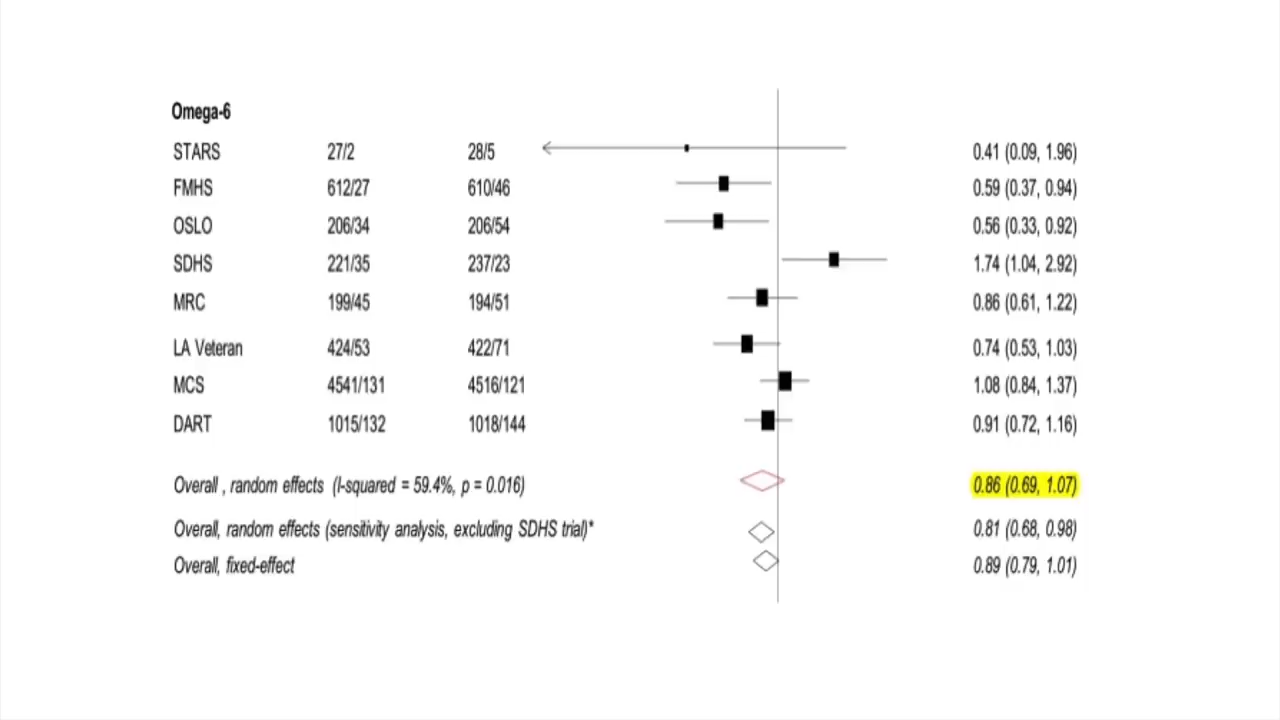 Omega-6
STARS 27/2 28/5 0.41 (0.09, 1.96)
FMHS 612/27 610/46 0.59 (0.37, 0.94)
OSLO 206/34 206/54 0.56 (0.33, 0.92)
SDHS 221/35 237/23 1.74 (1.04, 2.92)
MRC 199/45 194/51 0.86 (0.61, 1.22)
LA Veteran 424/53 422/71 0.74 (0.53, 1.03)
MCS 4541/131 4516/121 1.08 (0.84, 1.37)
DART 1015/132 1018/144 0.91 (0.72, 1.16)
Overall , random effects (I-squared = 59.4%, p = 0.016) 0.86 (0.69, 1.07)
Overall, random effects (sensitivity analysis, excluding SDHS trial)* 0.81 (0.68, 0.98)
Overall, fixed-effect 0.89 (0.79, 1.01)